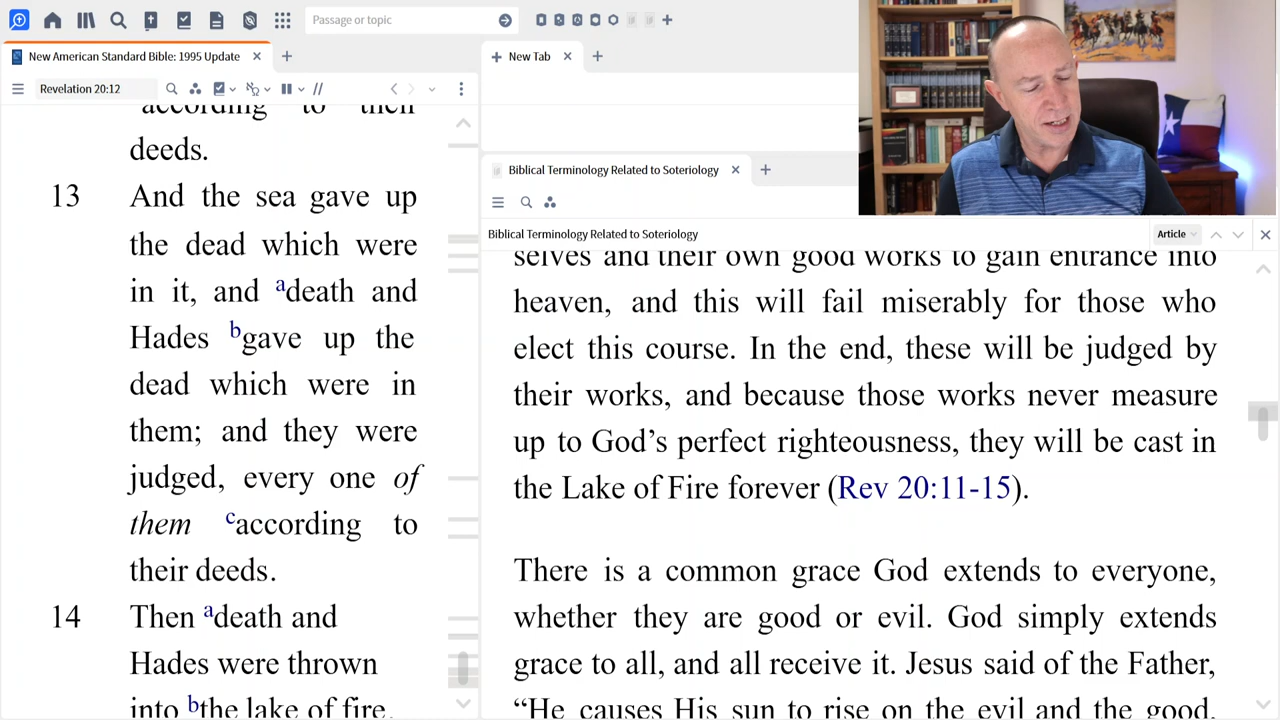 Passage or topic
New American Standard Bible: 1995 Update
New Tab
Revelation 20:12
according to their
deeds.
13 And the sea gave up
the dead which were
in it, and ᵃdeath and
Hades ᵇgave up the
dead which were in
them; and they were
judged, every one of
them ᶜaccording to
their deeds.
14 Then ᵃdeath and
Hades were thrown
into ᵇthe lake of fire.
Biblical Terminology Related to Soteriology
Biblical Terminology Related to Soteriology
Article
selves and their own good works to gain entrance into
heaven, and this will fail miserably for those who
elect this course. In the end, these will be judged by
their works, and because those works never measure
up to God’s perfect righteousness, they will be cast in
the Lake of Fire forever (Rev 20:11-15).
There is a common grace God extends to everyone,
whether they are good or evil. God simply extends
grace to all, and all receive it. Jesus said of the Father,
“He causes His sun to rise on the evil and the good,